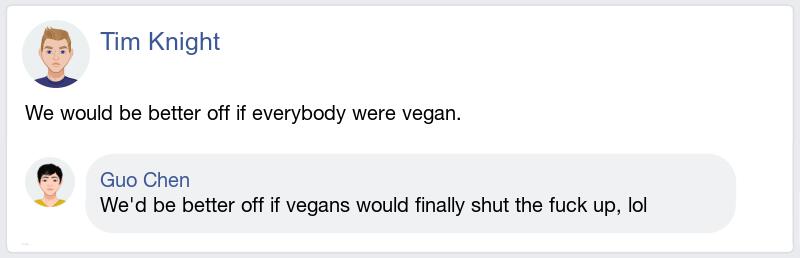 Tim Knight
We would be better off if everybody were vegan.
Guo Chen
We'd be better off if vegans would finally shut the fuck up, lol